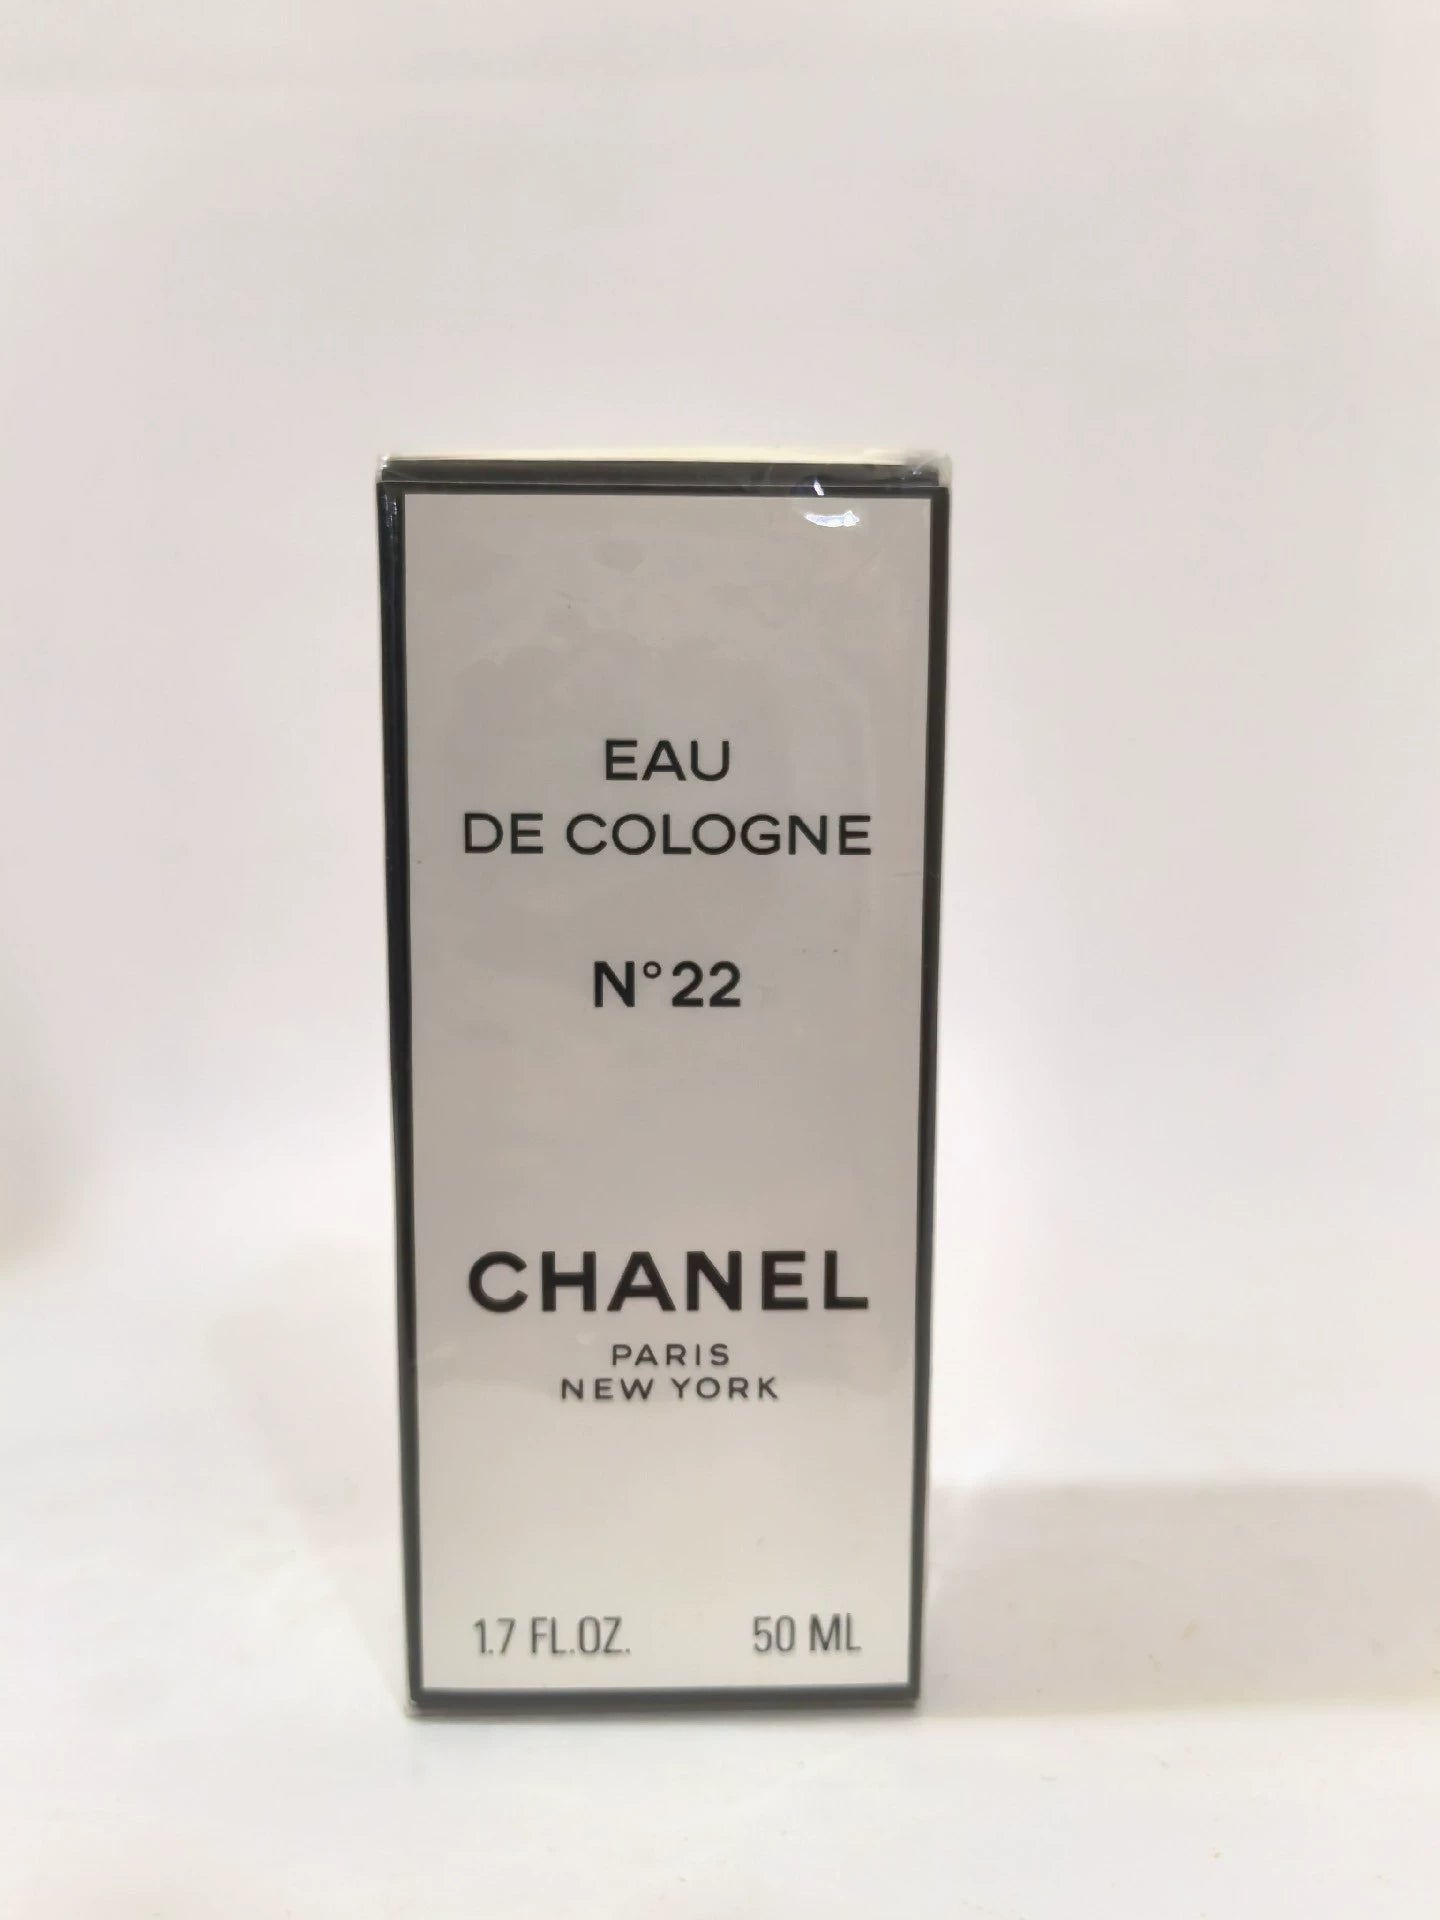 EAU
DE COLOGNE
N°22
CHANEL
PARIS
NEW YORK
1.7 FL.OZ. 50 ML